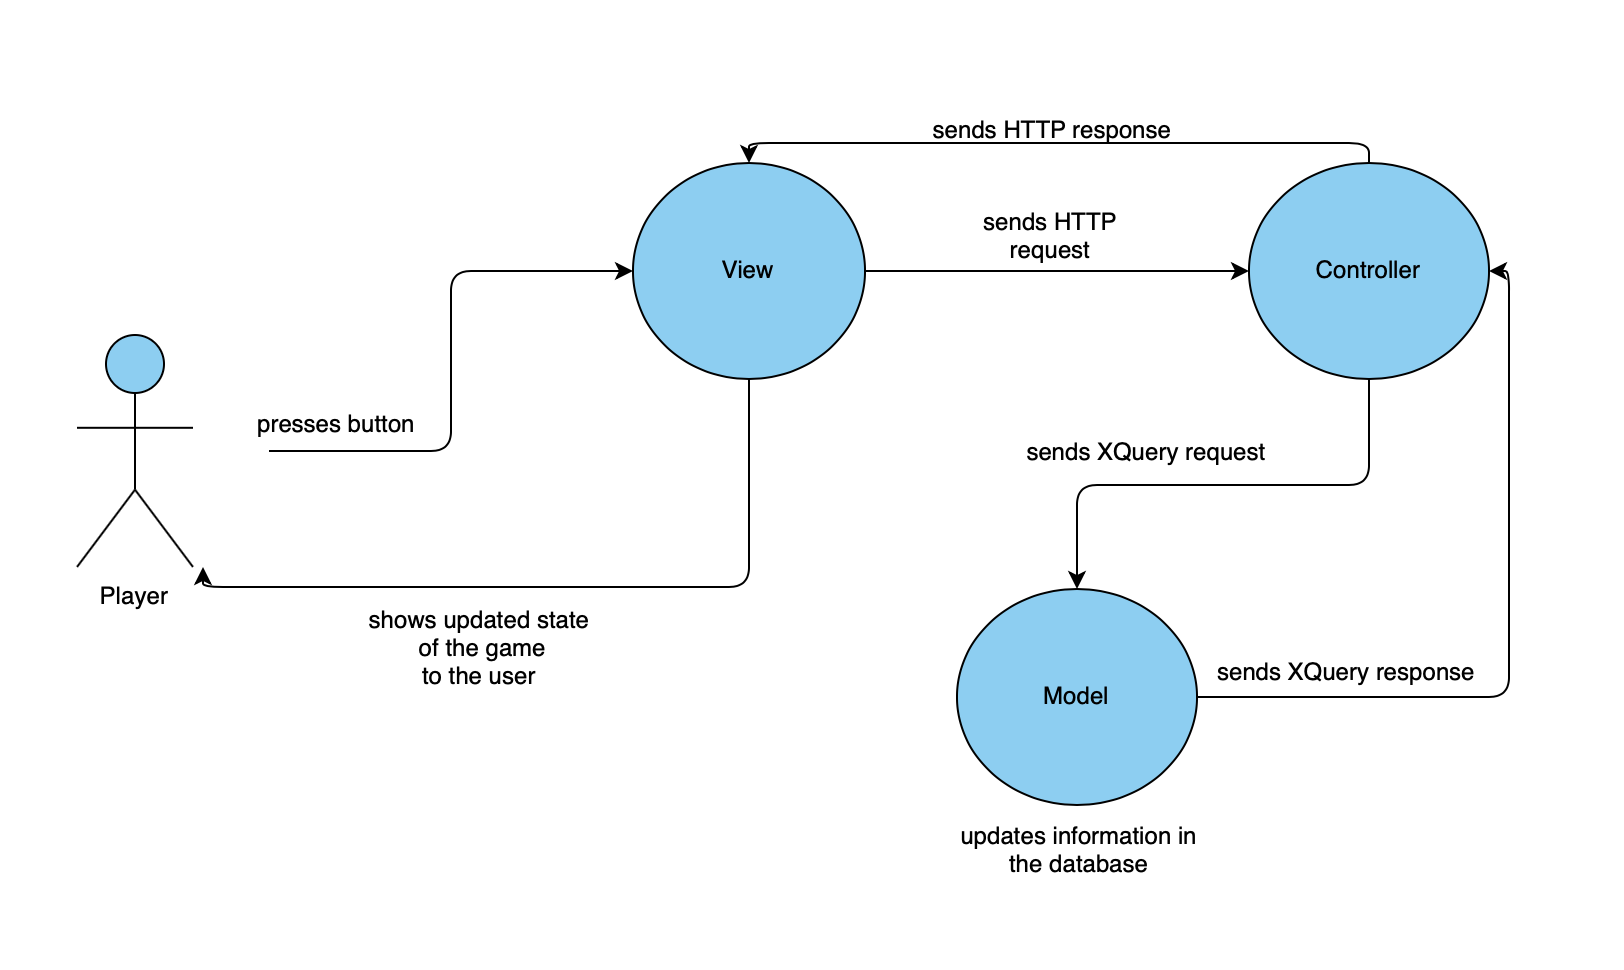 sends HTTP response
sends HTTP
request
View
Controller
presses button
sends XQuery request
Player
shows updated state
of the game
to the user
sends XQuery response
Model
updates information in
the database